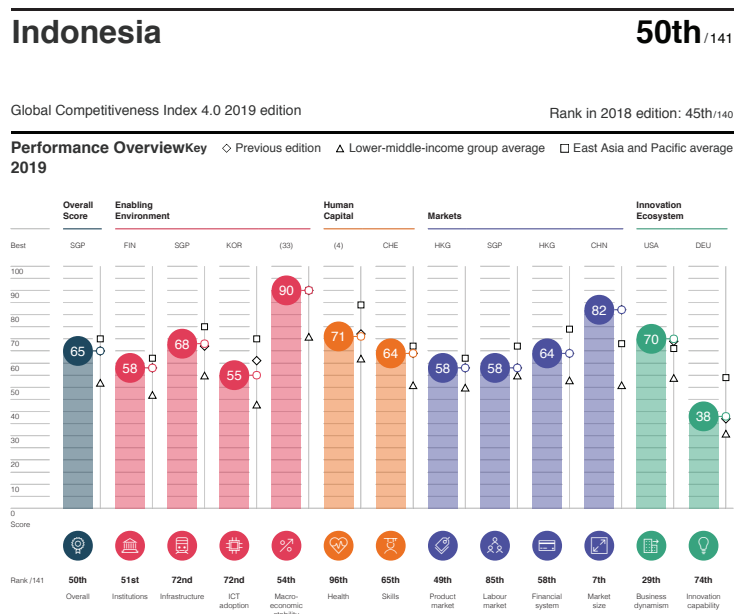 Indonesia 50th/141
Global Competitiveness Index 4.0 2019 edition Rank in 2018 edition: 45th/140
Performance Overview Key ◇ Previous edition △ Lower-middle-income group average □ East Asia and Pacific average
2019
Overall Score Enabling Environment Human Capital Markets Innovation Ecosystem
Best SGP FIN SGP KOR (33) (4) CHE HKG SGP HKG CHN USA DEU
100
90
80
70
60
50
40
30
20
10
0
Score
65 58 68 55 90 71 64 58 58 64 82 70 38
Rank /141 50th 51st 72nd 72nd 54th 96th 65th 49th 85th 58th 7th 29th 74th
Overall Institutions Infrastructure ICT adoption Macro-economic stability Health Skills Product market Labour market Financial system Market size Business dynamism Innovation capability